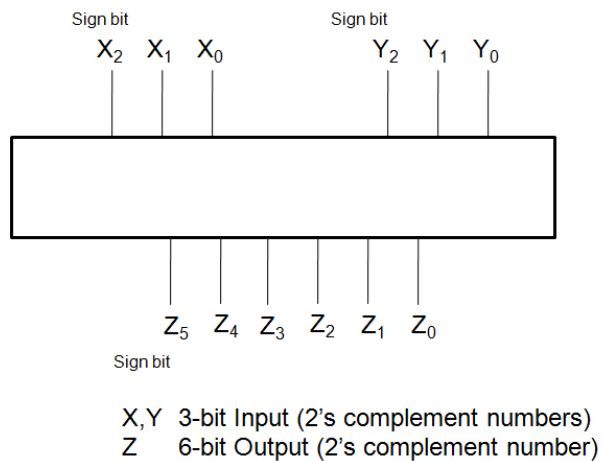 Sign bit Sign bit
X₂ X₁ X₀ Y₂ Y₁ Y₀
Z₅ Z₄ Z₃ Z₂ Z₁ Z₀
Sign bit
X,Y 3-bit Input (2's complement numbers)
Z 6-bit Output (2's complement number)